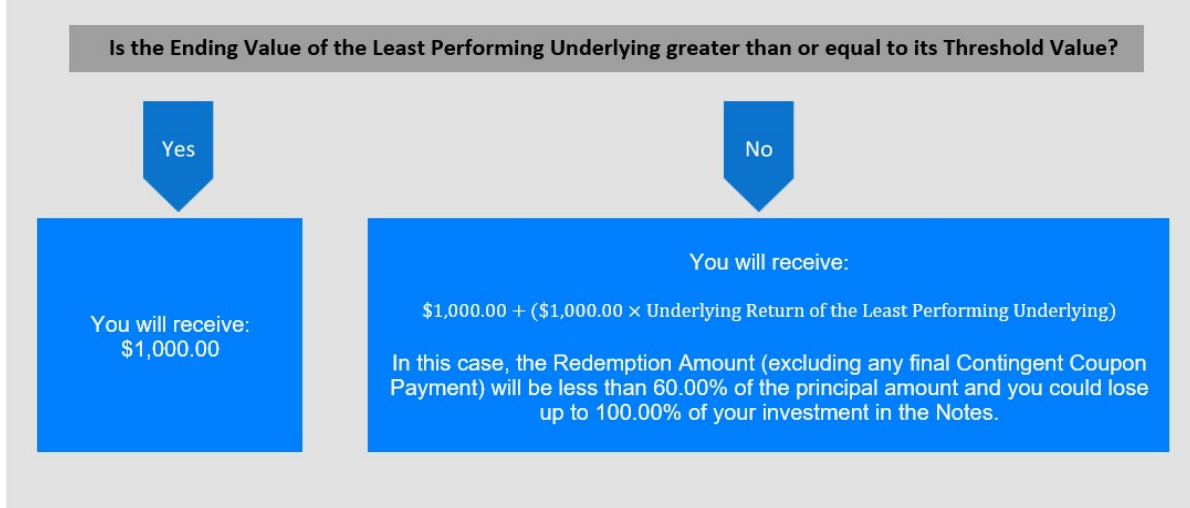 Is the Ending Value of the Least Performing Underlying greater than or equal to its Threshold Value?
Yes
No
You will receive:
$1,000.00
You will receive:
$1,000.00 + ($1,000.00 × Underlying Return of the Least Performing Underlying)
In this case, the Redemption Amount (excluding any final Contingent Coupon
Payment) will be less than 60.00% of the principal amount and you could lose
up to 100.00% of your investment in the Notes.